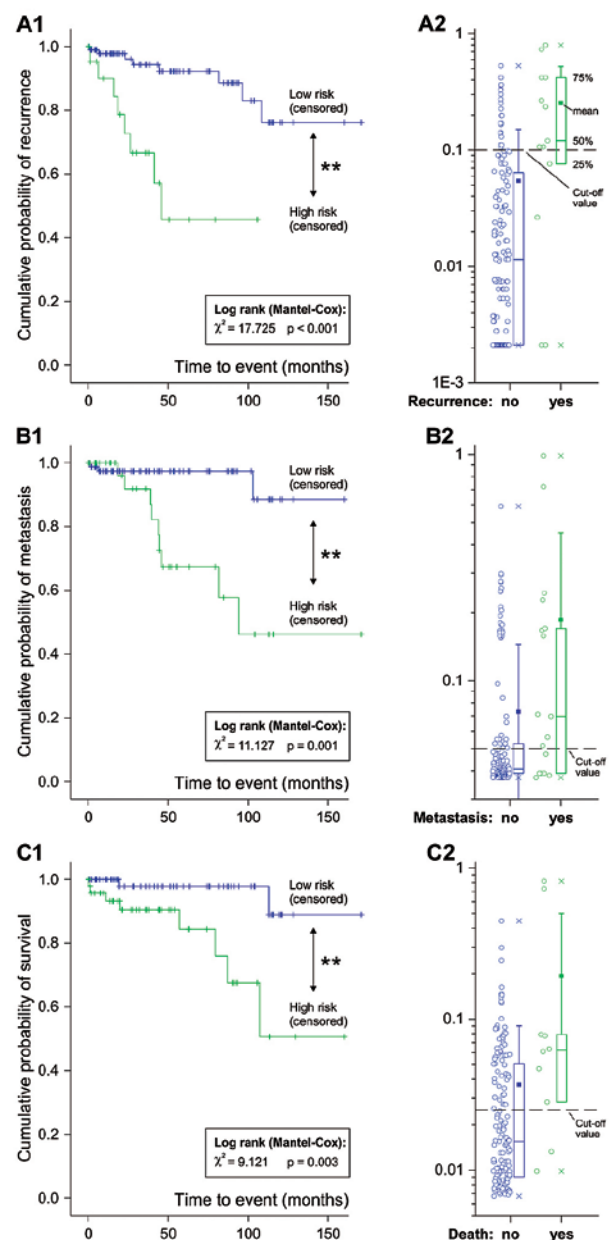 A1
Cumulative probability of recurrence
1.0
0.8
0.6
0.4
0.2
0.0
Low risk
(censored)
**
High risk
(censored)
Log rank (Mantel-Cox):
χ² = 17.725 p < 0.001
Time to event (months)
0 50 100 150
A2
1
0.1
0.01
1E-3
75%
mean
50%
25%
Cut-off
value
Recurrence: no yes
B1
Cumulative probability of metastasis
1.0
0.8
0.6
0.4
0.2
0.0
Low risk
(censored)
**
High risk
(censored)
Log rank (Mantel-Cox):
χ² = 11.127 p = 0.001
Time to event (months)
0 50 100 150
B2
1
0.1
Cut-off
value
Metastasis: no yes
C1
Cumulative probability of survival
1.0
0.8
0.6
0.4
0.2
0.0
Low risk
(censored)
**
High risk
(censored)
Log rank (Mantel-Cox):
χ² = 9.121 p = 0.003
Time to event (months)
0 50 100 150
C2
1
0.1
0.01
Cut-off
value
Death: no yes